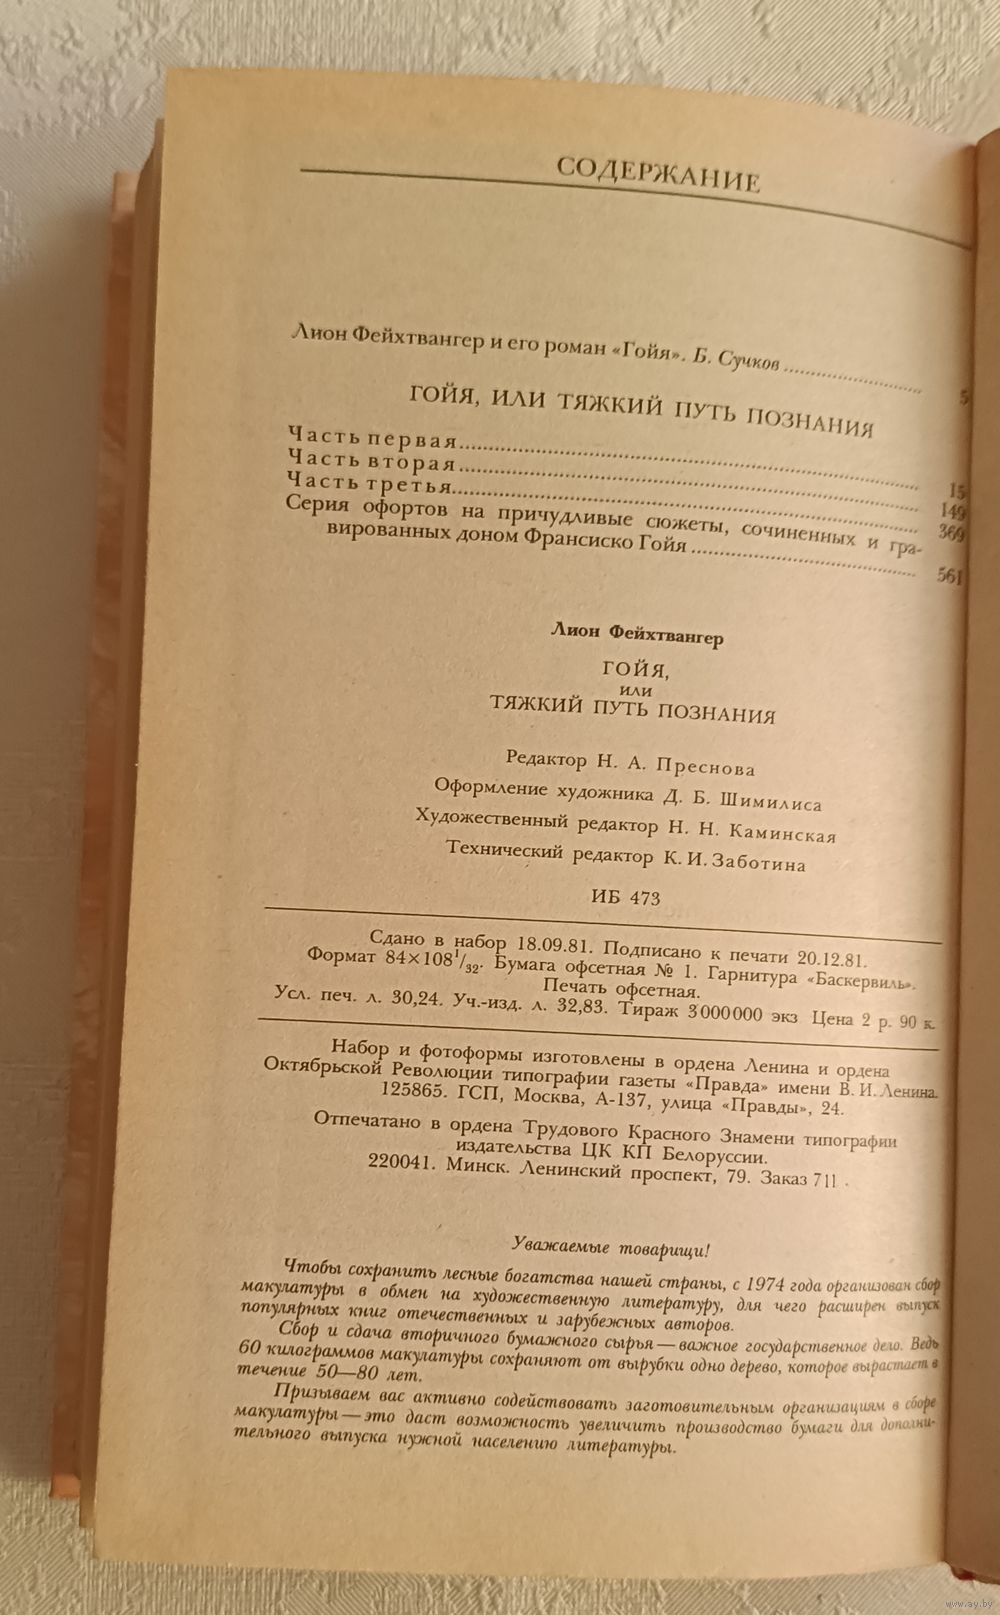 СОДЕРЖАНИЕ
Лион Фейхтвангер и его роман «Гойя». Б. Сучков ........ 5
ГОЙЯ, ИЛИ ТЯЖКИЙ ПУТЬ ПОЗНАНИЯ
Часть первая ........ 15
Часть вторая ........ 149
Часть третья ........ 369
Серия офортов на причудливые сюжеты, сочиненных и гра-
вированных доном Франсиско Гойя ........ 561
Лион Фейхтвангер
ГОЙЯ,
или
ТЯЖКИЙ ПУТЬ ПОЗНАНИЯ
Редактор Н. А. Преснова
Оформление художника Д. Б. Шимилиса
Художественный редактор Н. Н. Каминская
Технический редактор К. И. Заботина
ИБ 473
Сдано в набор 18.09.81. Подписано к печати 20.12.81.
Формат 84×108 1/32. Бумага офсетная № 1. Гарнитура «Баскервиль».
Печать офсетная.
Усл. печ. л. 30,24. Уч.-изд. л. 32,83. Тираж 3 000 000 экз Цена 2 р. 90 к.
Набор и фотоформы изготовлены в ордена Ленина и ордена
Октябрьской Революции типографии газеты «Правда» имени В. И. Ленина.
125865. ГСП, Москва, А-137, улица «Правды», 24.
Отпечатано в ордена Трудового Красного Знамени типографии
издательства ЦК КП Белоруссии.
220041. Минск. Ленинский проспект, 79. Заказ 711 .
Уважаемые товарищи!
Чтобы сохранить лесные богатства нашей страны, с 1974 года организован сбор
макулатуры в обмен на художественную литературу, для чего расширен выпуск
популярных книг отечественных и зарубежных авторов.
Сбор и сдача вторичного бумажного сырья — важное государственное дело. Ведь
60 килограммов макулатуры сохраняют от вырубки одно дерево, которое вырастает в
течение 50—80 лет.
Призываем вас активно содействовать заготовительным организациям в сборе
макулатуры — это даст возможность увеличить производство бумаги для дополни-
тельного выпуска нужной населению литературы.
www.ay.by